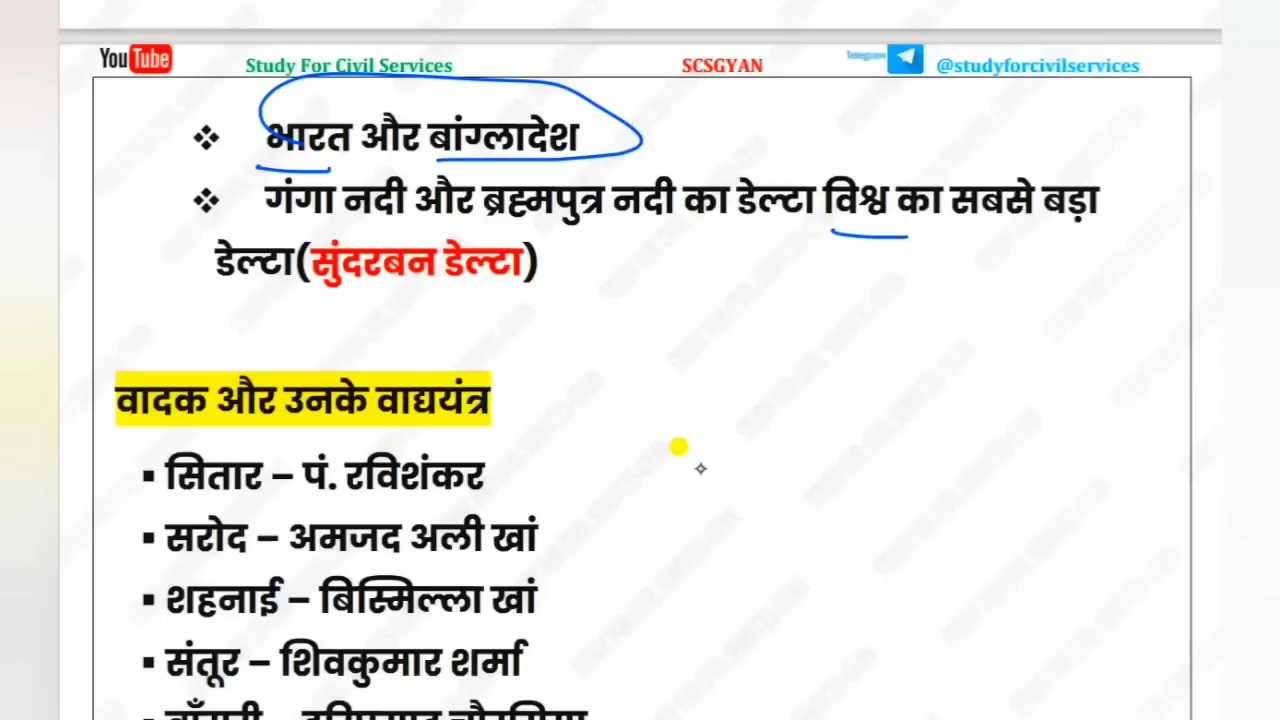 YouTube Study For Civil Services SCSGYAN Telegram @studyforcivilservices
❖ भारत और बांग्लादेश
❖ गंगा नदी और ब्रह्मपुत्र नदी का डेल्टा विश्व का सबसे बड़ा
डेल्टा(सुंदरबन डेल्टा)
वादक और उनके वाद्ययंत्र
▪ सितार – पं. रविशंकर
▪ सरोद – अमजद अली खां
▪ शहनाई – बिस्मिल्ला खां
▪ संतूर – शिवकुमार शर्मा